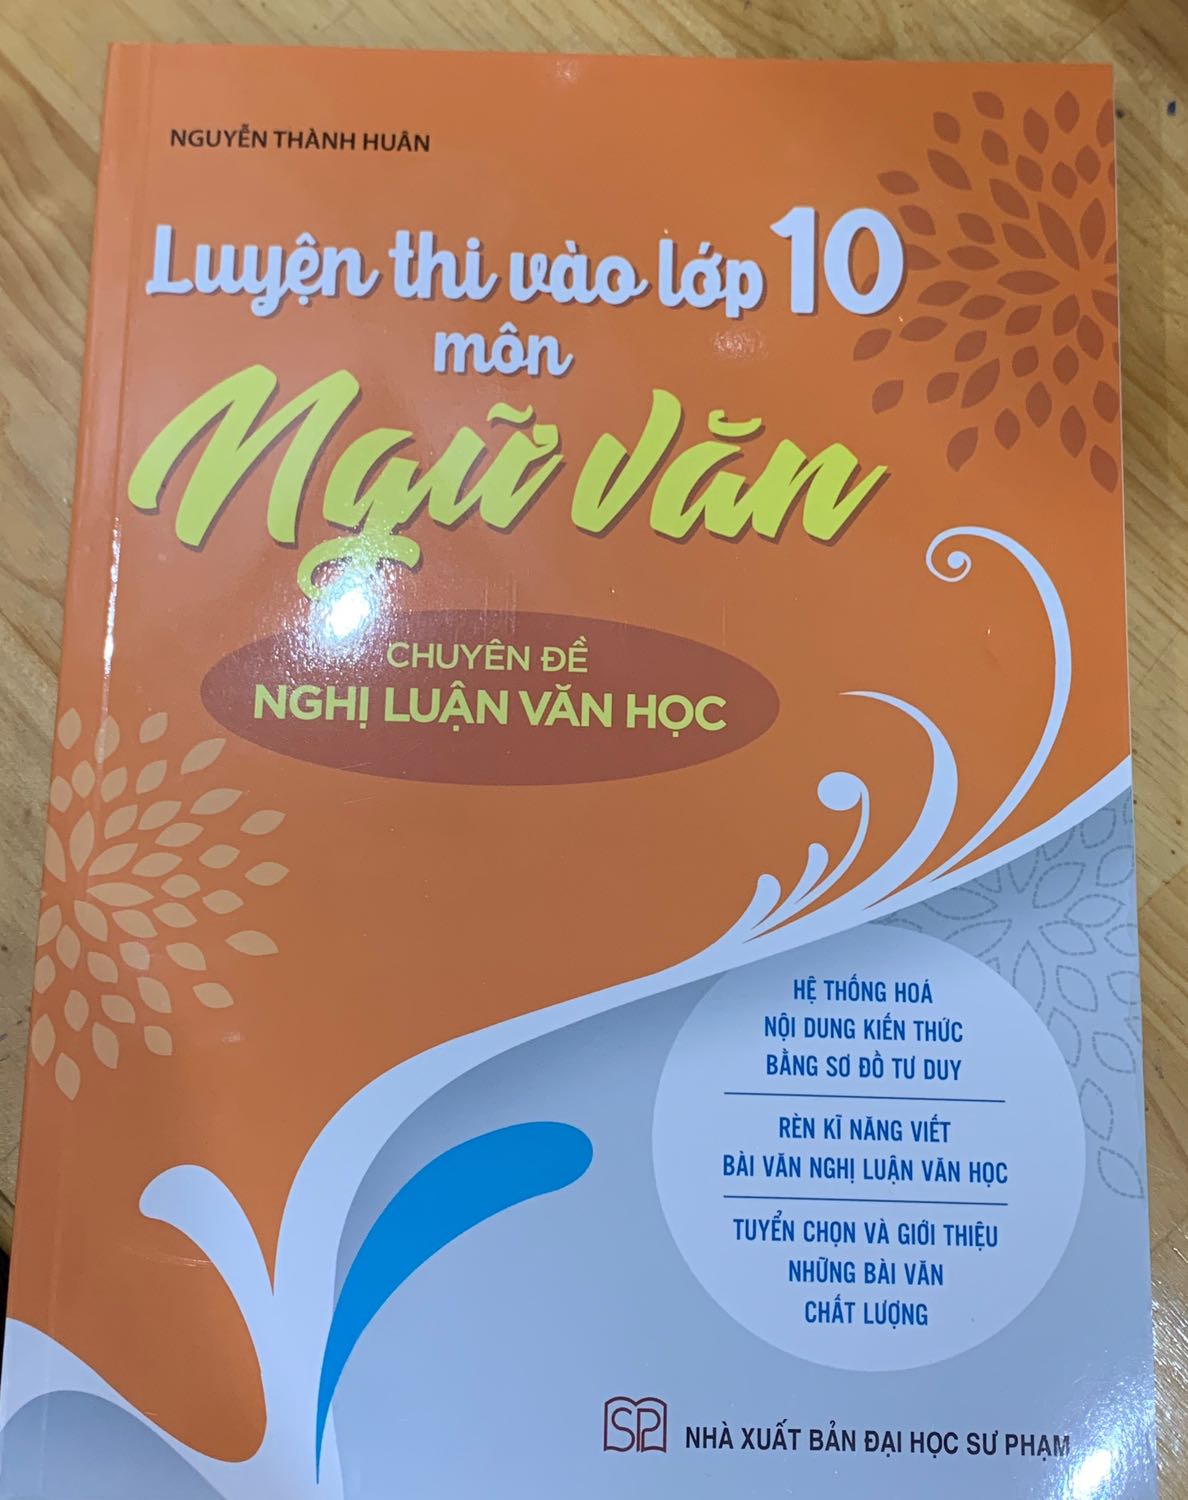 NGUYỄN THÀNH HUÂN
Luyện thi vào lớp 10
môn
Ngữ văn
CHUYÊN ĐỀ
NGHỊ LUẬN VĂN HỌC
HỆ THỐNG HOÁ
NỘI DUNG KIẾN THỨC
BẰNG SƠ ĐỒ TƯ DUY
RÈN KĨ NĂNG VIẾT
BÀI VĂN NGHỊ LUẬN VĂN HỌC
TUYỂN CHỌN VÀ GIỚI THIỆU
NHỮNG BÀI VĂN
CHẤT LƯỢNG
SP NHÀ XUẤT BẢN ĐẠI HỌC SƯ PHẠM